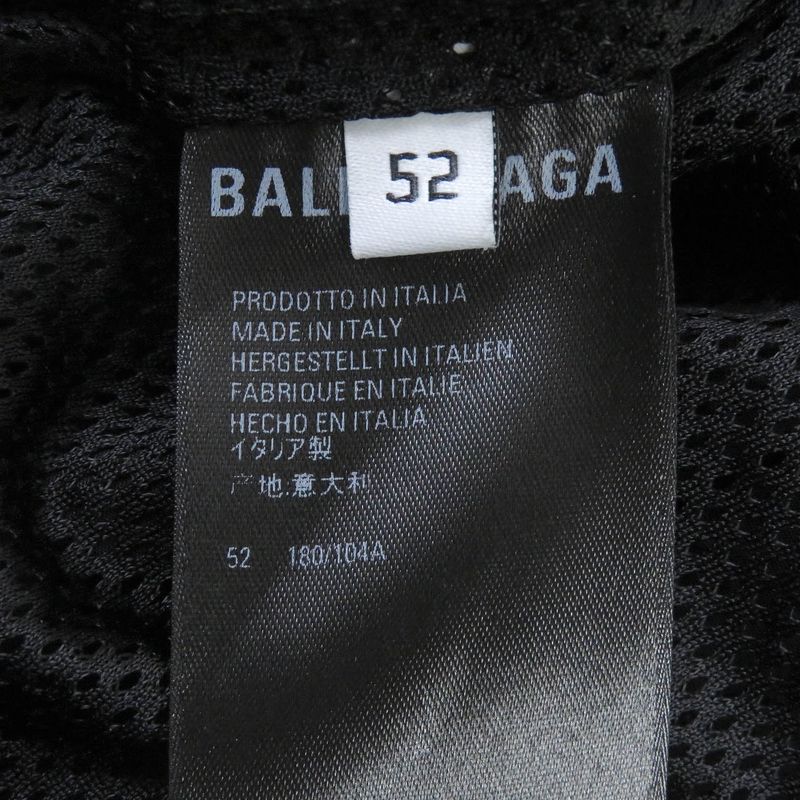 52
BAL AGA
PRODOTTO IN ITALIA
MADE IN ITALY
HERGESTELLT IN ITALIEN
FABRIQUE EN ITALIE
HECHO EN ITALIA
イタリア製
产地:意大利
52 180/104A